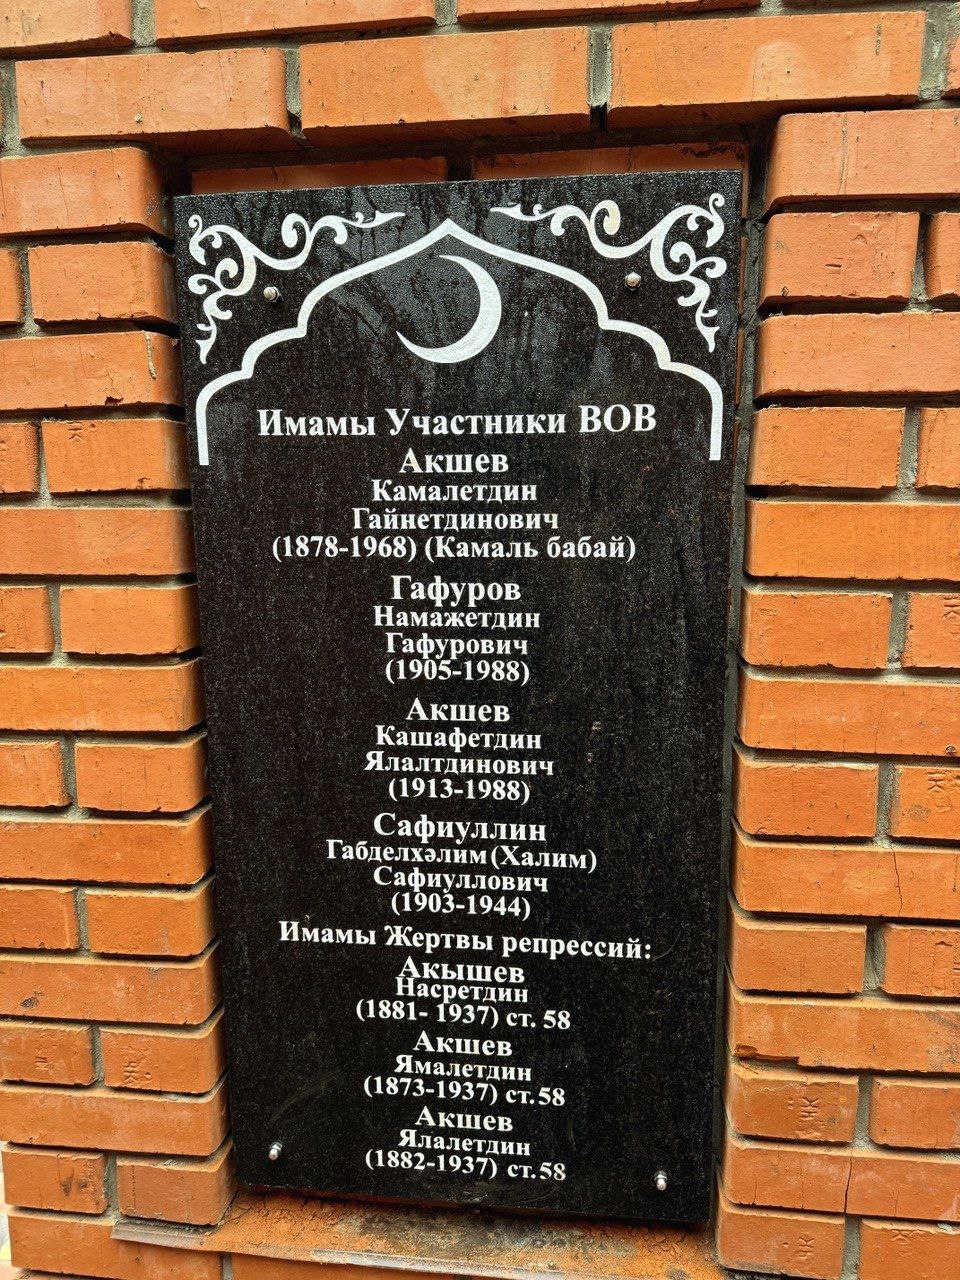 Имамы Участники ВОВ
Акшев
Камалетдин
Гайнетдинович
(1878-1968) (Камаль бабай)
Гафуров
Намажетдин
Гафурович
(1905-1988)
Акшев
Кашафетдин
Ялалтдинович
(1913-1988)
Сафиуллин
Габделхәлим (Халим)
Сафиуллович
(1903-1944)
Имамы Жертвы репрессий:
Акышев
Насретдин
(1881- 1937) ст. 58
Акшев
Ямалетдин
(1873-1937) ст.58
Акшев
Ялалетдин
(1882-1937) ст.58